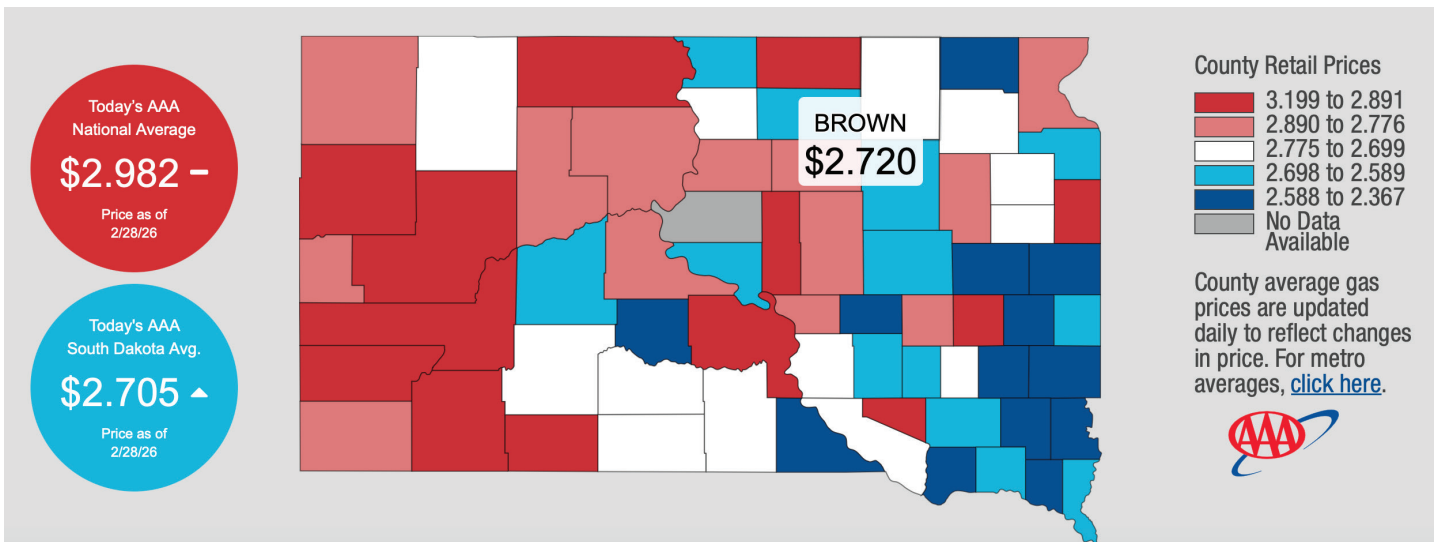 Today's AAA
National Average
$2.982 –
Price as of
2/28/26
Today's AAA
South Dakota Avg.
$2.705
Price as of
2/28/26
BROWN
$2.720
County Retail Prices
3.199 to 2.891
2.890 to 2.776
2.775 to 2.699
2.698 to 2.589
2.588 to 2.367
No Data
Available
County average gas
prices are updated
daily to reflect changes
in price. For metro
averages, click here.
AAA